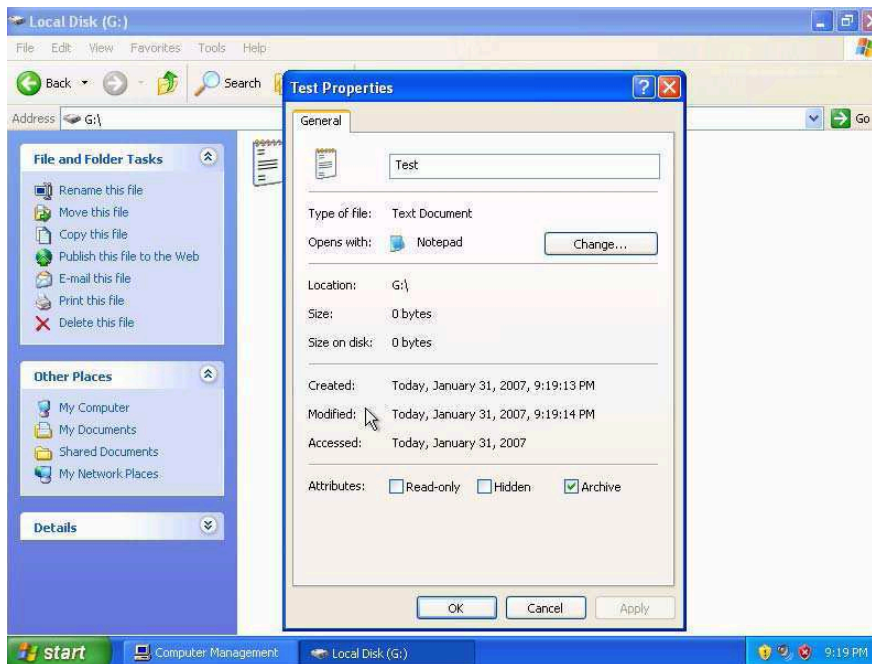 Local Disk (G:)
File Edit View Favorites Tools Help
Back Search
Address G:\ Go
Test Properties
General
Test
Type of file: Text Document
Opens with: Notepad Change...
Location: G:\
Size: 0 bytes
Size on disk: 0 bytes
Created: Today, January 31, 2007, 9:19:13 PM
Modified: Today, January 31, 2007, 9:19:14 PM
Accessed: Today, January 31, 2007
Attributes: Read-only Hidden Archive
OK Cancel Apply
File and Folder Tasks
Rename this file
Move this file
Copy this file
Publish this file to the Web
E-mail this file
Print this file
Delete this file
Other Places
My Computer
My Documents
Shared Documents
My Network Places
Details
start Computer Management Local Disk (G:) 9:19 PM